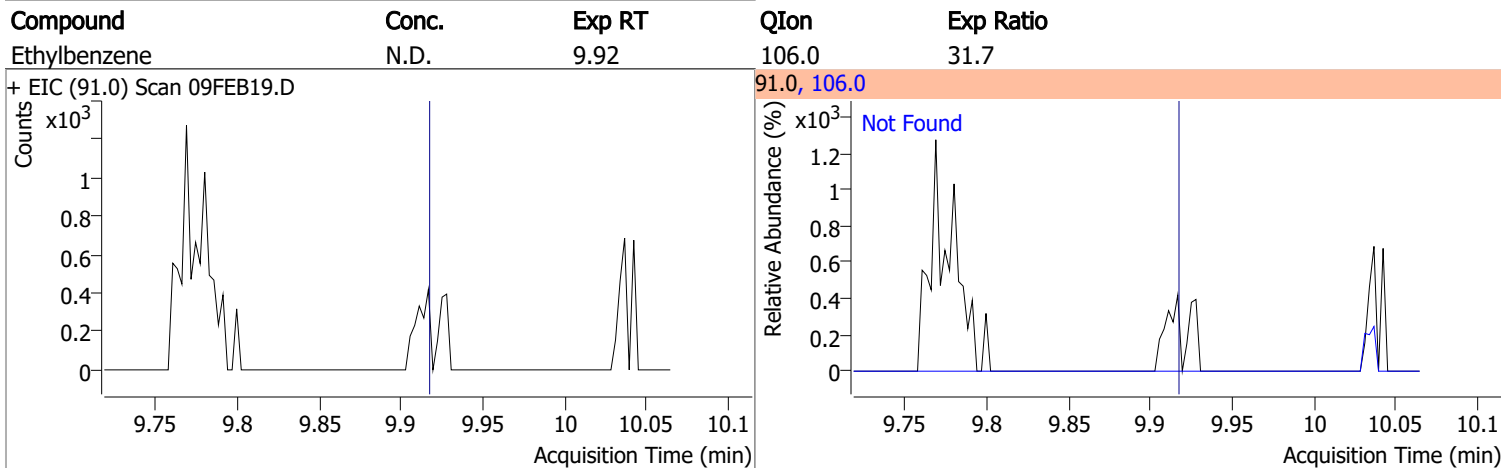 Compound Conc. Exp RT QIon Exp Ratio
Ethylbenzene N.D. 9.92 106.0 31.7
+ EIC (91.0) Scan 09FEB19.D
Counts
x10³
1
0.8
0.6
0.4
0.2
0
9.75 9.8 9.85 9.9 9.95 10 10.05 10.1
Acquisition Time (min)
91.0, 106.0
Relative Abundance (%)
x10³
Not Found
1.2
1
0.8
0.6
0.4
0.2
0
9.75 9.8 9.85 9.9 9.95 10 10.05 10.1
Acquisition Time (min)